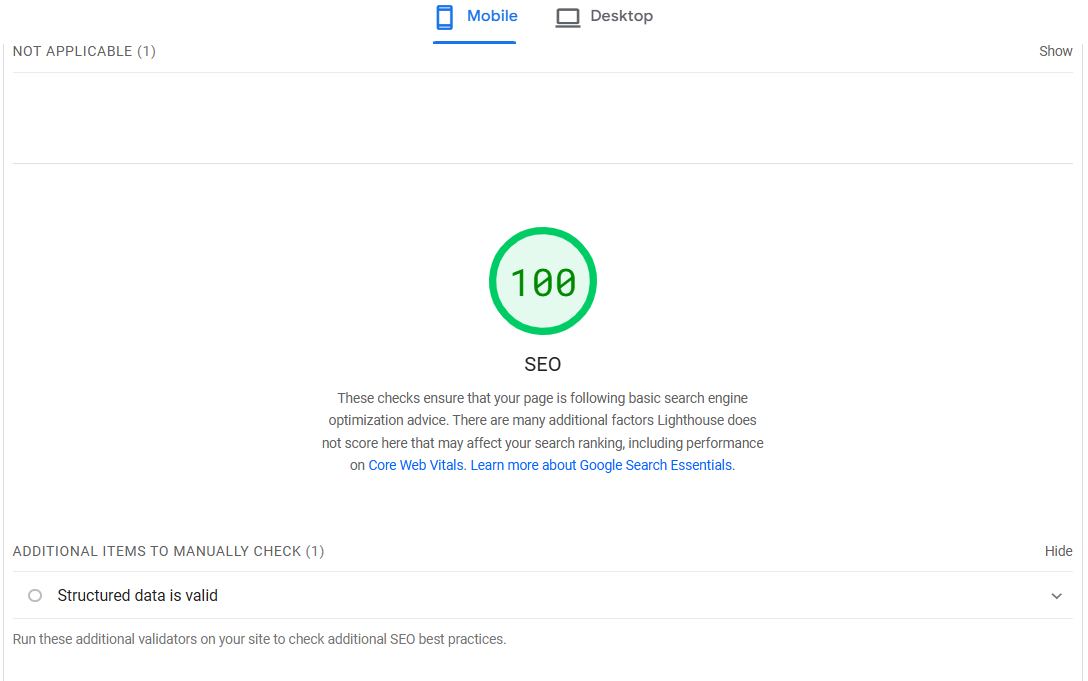 Mobile Desktop
NOT APPLICABLE (1) Show
100
SEO
These checks ensure that your page is following basic search engine
optimization advice. There are many additional factors Lighthouse does
not score here that may affect your search ranking, including performance
on Core Web Vitals. Learn more about Google Search Essentials.
ADDITIONAL ITEMS TO MANUALLY CHECK (1) Hide
Structured data is valid
Run these additional validators on your site to check additional SEO best practices.